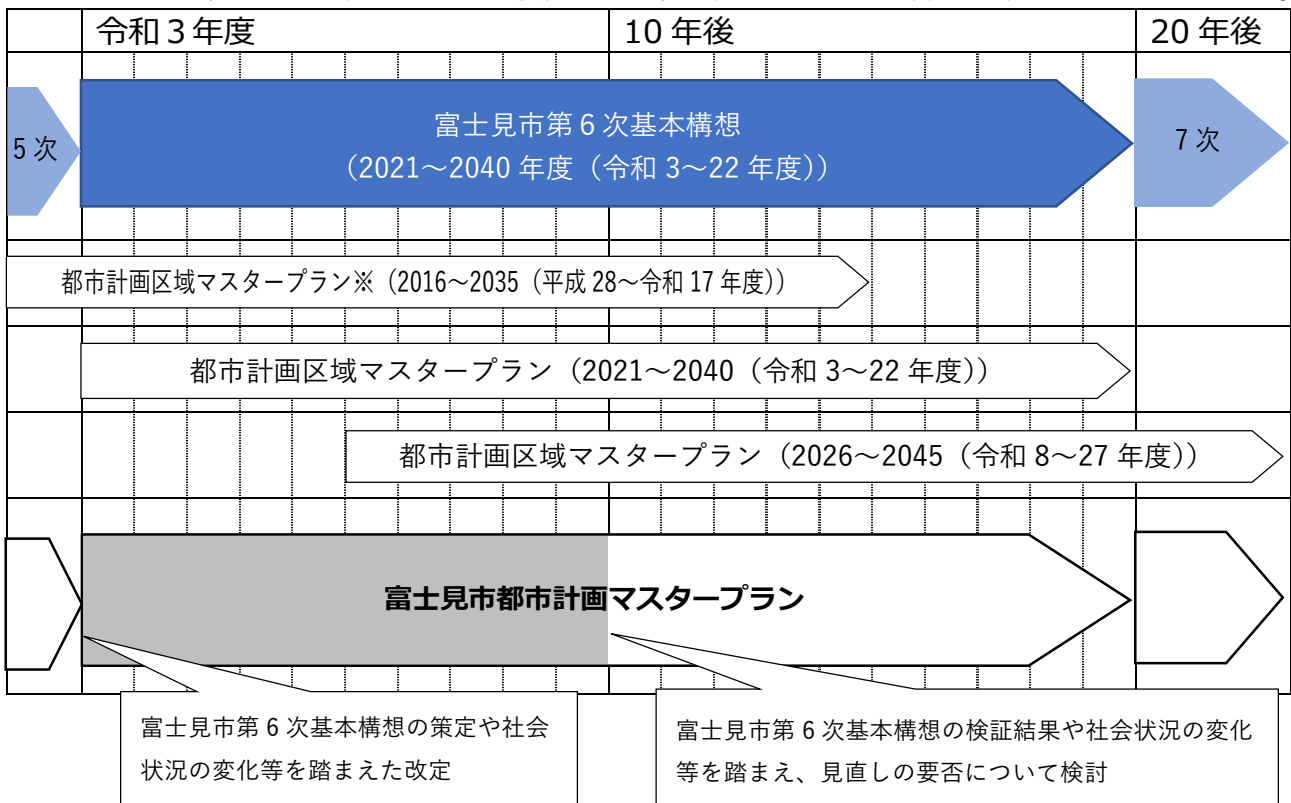 令和３年度
10 年後
20 年後
5 次
富士見市第６次基本構想
（2021～2040 年度（令和 3～22 年度））
7 次
都市計画区域マスタープラン※（2016～2035（平成 28～令和 17 年度））
都市計画区域マスタープラン（2021～2040（令和 3～22 年度））
都市計画区域マスタープラン（2026～2045（令和 8～27 年度））
富士見市都市計画マスタープラン
富士見市第６次基本構想の策定や社会
状況の変化等を踏まえた改定
富士見市第６次基本構想の検証結果や社会状況の変化
等を踏まえ、見直しの要否について検討